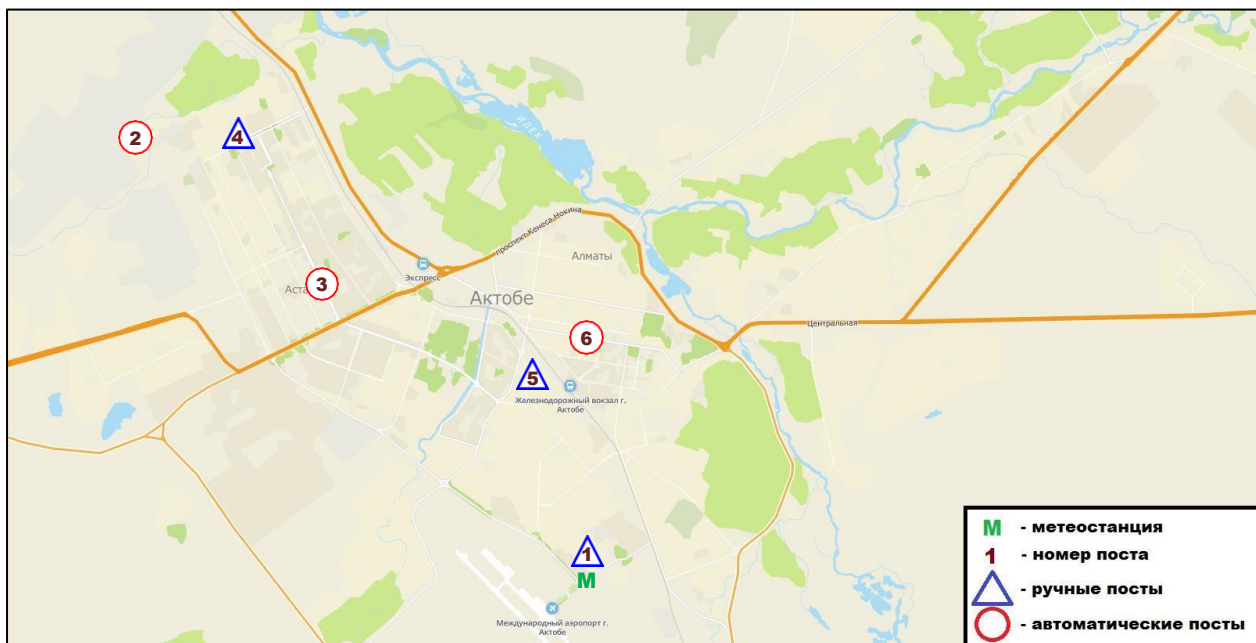 2
4
ИЛЕК
проспект Кенеса Нокина
Экспресс
Алматы
3
Аста
Актобе
Центральная
6
5
Железнодорожный вокзал г.
Актобе
1
М
Международный аэропорт г.
Актобе
М - метеостанция
1 - номер поста
- ручные посты
- автоматические посты